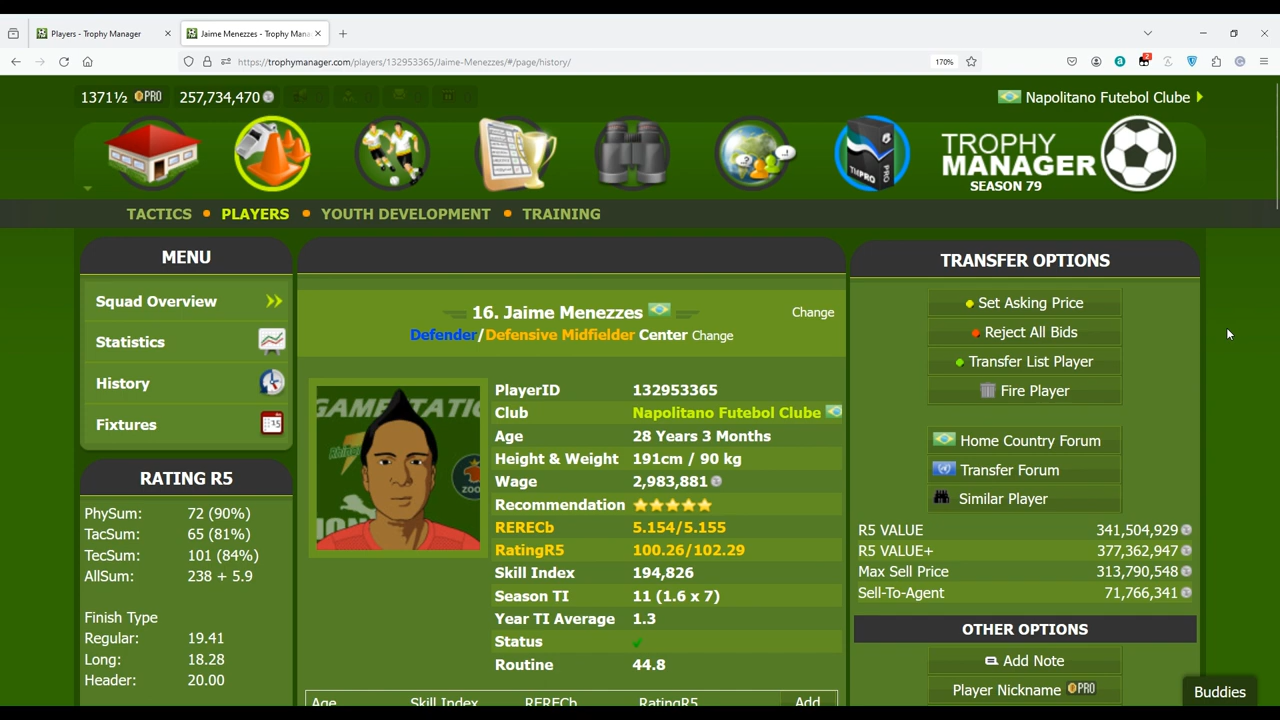 Players - Trophy Manager
Jaime Menezzes - Trophy Mana
https://trophymanager.com/players/132953365/Jaime-Menezzes/#/page/history/
170%
2
1371½ PRO 257,734,470
Napolitano Futebol Clube
TROPHY
MANAGER
SEASON 79
TMPRO
PRO
TACTICS • PLAYERS • YOUTH DEVELOPMENT • TRAINING
MENU
Squad Overview
Statistics
History
Fixtures
15
RATING R5
PhySum: 72 (90%)
TacSum: 65 (81%)
TecSum: 101 (84%)
AllSum: 238 + 5.9
Finish Type
Regular: 19.41
Long: 18.28
Header: 20.00
16. Jaime Menezzes
Change
Defender/Defensive Midfielder Center Change
PlayerID 132953365
Club Napolitano Futebol Clube
Age 28 Years 3 Months
Height & Weight 191cm / 90 kg
Wage 2,983,881
Recommendation
RERECb 5.154/5.155
RatingR5 100.26/102.29
Skill Index 194,826
Season TI 11 (1.6 x 7)
Year TI Average 1.3
Status
Routine 44.8
Age Skill Index RERECb RatingR5 Add
TRANSFER OPTIONS
Set Asking Price
Reject All Bids
Transfer List Player
Fire Player
Home Country Forum
Transfer Forum
Similar Player
R5 VALUE 341,504,929
R5 VALUE+ 377,362,947
Max Sell Price 313,790,548
Sell-To-Agent 71,766,341
OTHER OPTIONS
Add Note
Player Nickname PRO
Buddies